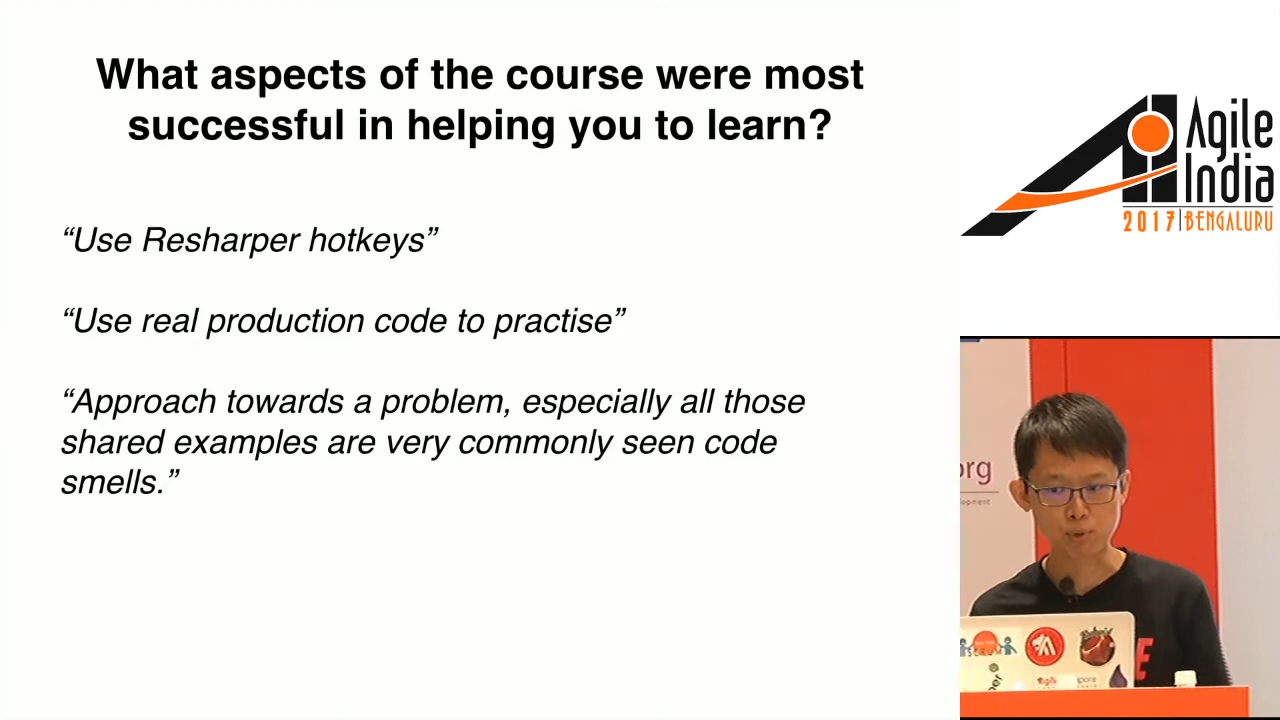 What aspects of the course were most
successful in helping you to learn?
“Use Resharper hotkeys”
“Use real production code to practise”
“Approach towards a problem, especially all those
shared examples are very commonly seen code
smells.”
Agile
India
2017 | BENGALURU
org